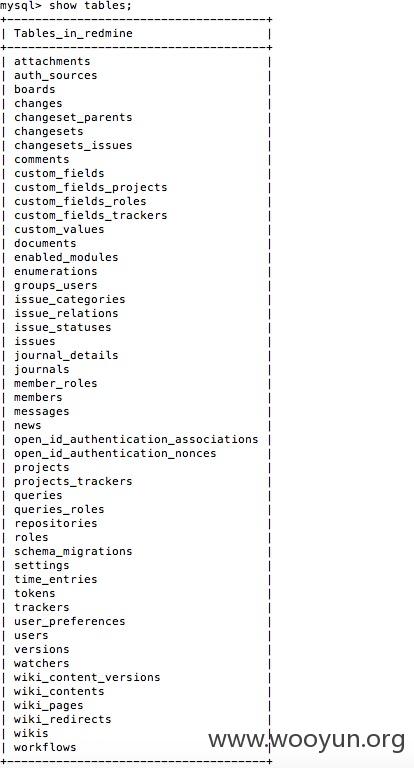 mysql> show tables;
+-------------------------------------+
| Tables_in_redmine |
+-------------------------------------+
| attachments |
| auth_sources |
| boards |
| changes |
| changeset_parents |
| changesets |
| changesets_issues |
| comments |
| custom_fields |
| custom_fields_projects |
| custom_fields_roles |
| custom_fields_trackers |
| custom_values |
| documents |
| enabled_modules |
| enumerations |
| groups_users |
| issue_categories |
| issue_relations |
| issue_statuses |
| issues |
| journal_details |
| journals |
| member_roles |
| members |
| messages |
| news |
| open_id_authentication_associations |
| open_id_authentication_nonces |
| projects |
| projects_trackers |
| queries |
| queries_roles |
| repositories |
| roles |
| schema_migrations |
| settings |
| time_entries |
| tokens |
| trackers |
| user_preferences |
| users |
| versions |
| watchers |
| wiki_content_versions |
| wiki_contents |
| wiki_pages |
| wiki_redirects |
| wikis |
| workflows |
+-------------------------------------+
www.wooyun.org